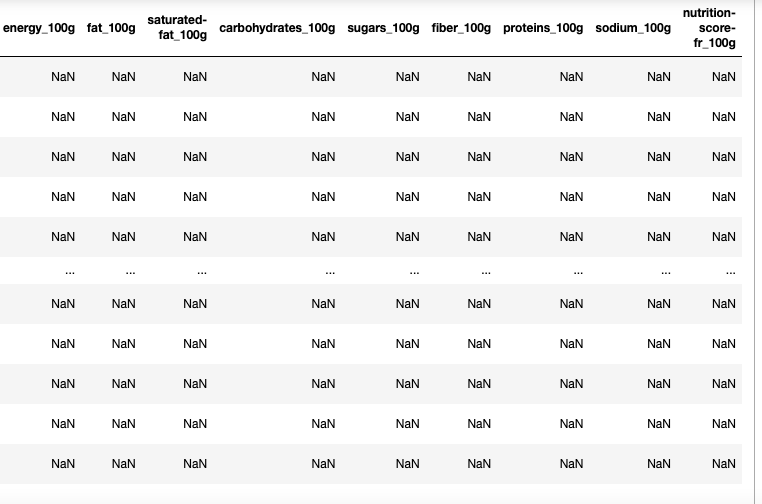 energy_100g fat_100g saturated-fat_100g carbohydrates_100g sugars_100g fiber_100g proteins_100g sodium_100g nutrition-score-fr_100g
NaN NaN NaN NaN NaN NaN NaN NaN NaN
NaN NaN NaN NaN NaN NaN NaN NaN NaN
NaN NaN NaN NaN NaN NaN NaN NaN NaN
NaN NaN NaN NaN NaN NaN NaN NaN NaN
NaN NaN NaN NaN NaN NaN NaN NaN NaN
... ... ... ... ... ... ... ... ...
NaN NaN NaN NaN NaN NaN NaN NaN NaN
NaN NaN NaN NaN NaN NaN NaN NaN NaN
NaN NaN NaN NaN NaN NaN NaN NaN NaN
NaN NaN NaN NaN NaN NaN NaN NaN NaN
NaN NaN NaN NaN NaN NaN NaN NaN NaN